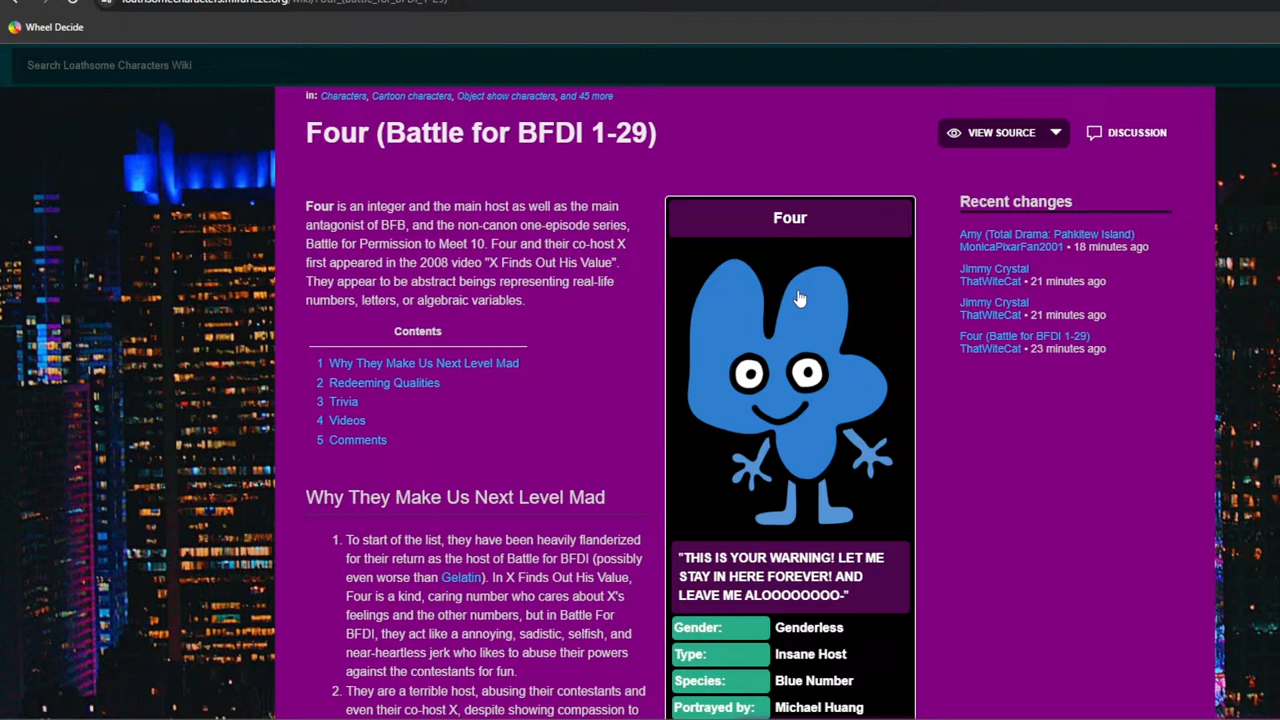 Wheel Decide
Search Loathsome Characters Wiki
in: Characters, Cartoon characters, Object show characters, and 45 more
Four (Battle for BFDI 1-29)
VIEW SOURCE
DISCUSSION
Four is an integer and the main host as well as the main
antagonist of BFB, and the non-canon one-episode series,
Battle for Permission to Meet 10. Four and their co-host X
first appeared in the 2008 video "X Finds Out His Value".
They appear to be abstract beings representing real-life
numbers, letters, or algebraic variables.
Contents
1 Why They Make Us Next Level Mad
2 Redeeming Qualities
3 Trivia
4 Videos
5 Comments
Why They Make Us Next Level Mad
1. To start of the list, they have been heavily flanderized
for their return as the host of Battle for BFDI (possibly
even worse than Gelatin). In X Finds Out His Value,
Four is a kind, caring number who cares about X's
feelings and the other numbers, but in Battle For
BFDI, they act like a annoying, sadistic, selfish, and
near-heartless jerk who likes to abuse their powers
against the contestants for fun.
2. They are a terrible host, abusing their contestants and
even their co-host X, despite showing compassion to
Four
"THIS IS YOUR WARNING! LET ME
STAY IN HERE FOREVER! AND
LEAVE ME ALOOOOOOOO-"
Gender: Genderless
Type: Insane Host
Species: Blue Number
Portrayed by: Michael Huang
Recent changes
Amy (Total Drama: Pahkitew Island)
MonicaPixarFan2001 • 18 minutes ago
Jimmy Crystal
ThatWiteCat • 21 minutes ago
Jimmy Crystal
ThatWiteCat • 21 minutes ago
Four (Battle for BFDI 1-29)
ThatWiteCat • 23 minutes ago